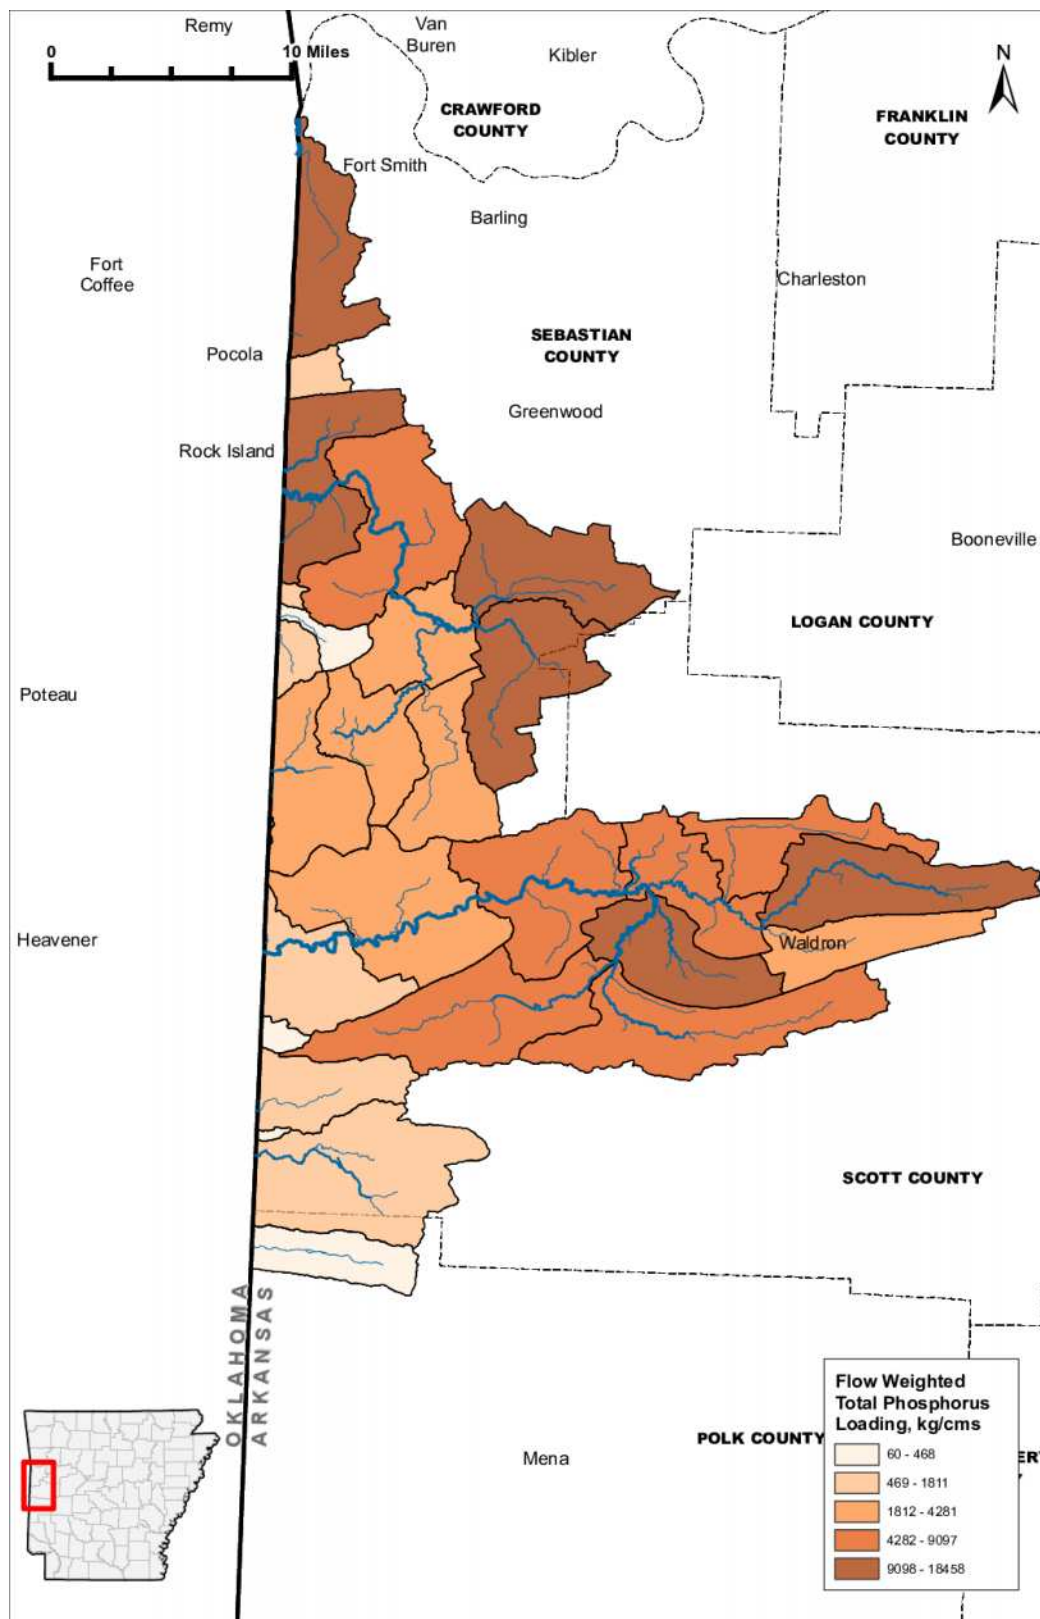 Remy
Van
Buren
Kibler
0
10 Miles
N
CRAWFORD
COUNTY
FRANKLIN
COUNTY
Fort Smith
Barling
Fort
Coffee
Charleston
SEBASTIAN
COUNTY
Pocola
Greenwood
Rock Island
Booneville
LOGAN COUNTY
Poteau
Heavener
Waldron
SCOTT COUNTY
OKLAHOMA
ARKANSAS
Mena
POLK COUNTY
Flow Weighted
Total Phosphorus
Loading, kg/cms
60 - 468
469 - 1811
1812 - 4281
4282 - 9097
9098 - 18458